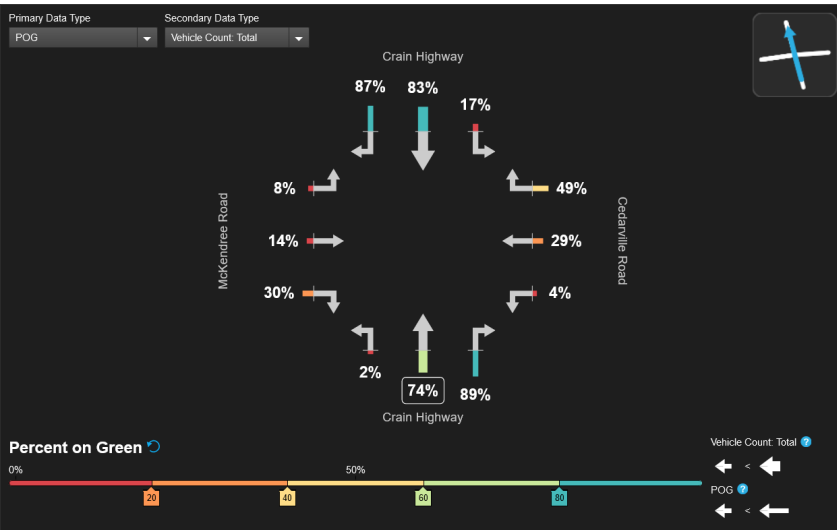 Primary Data Type
Secondary Data Type
POG
Vehicle Count: Total
Crain Highway
87%
83%
17%
8%
49%
McKendree Road
14%
29%
Cedarville Road
30%
4%
2%
74%
89%
Crain Highway
Percent on Green
Vehicle Count: Total ?
0%
50%
<
POG ?
20
40
60
80
<